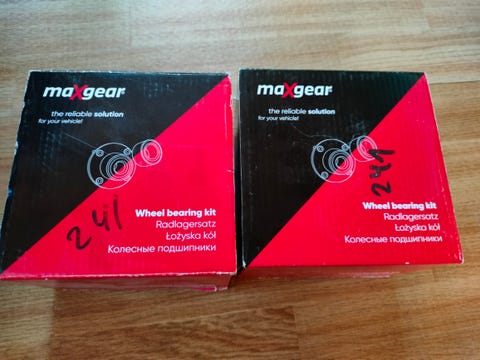 maXgear
the reliable solution
for your vehicle!
Wheel bearing kit
Radlagersatz
Łożyska kół
Колесные подшипники
241
maXgear
the reliable solution
for your vehicle!
241
Wheel bearing kit
Radlagersatz
Łożyska kół
Колесные подшипники